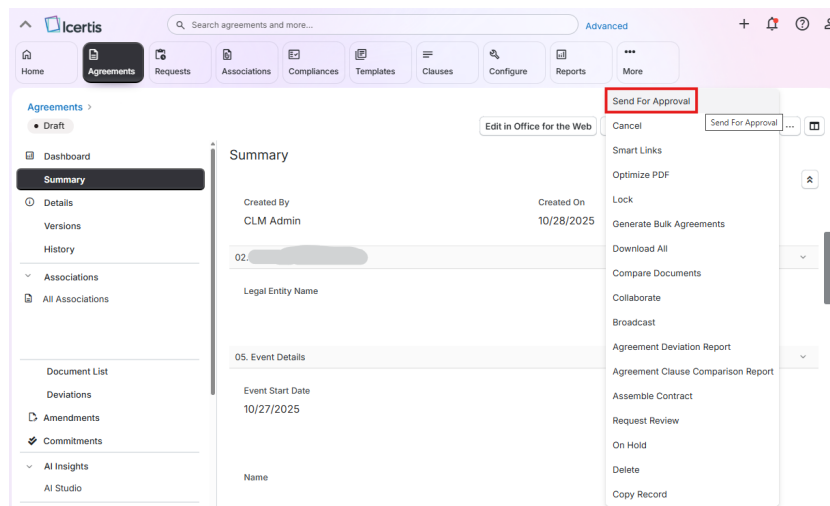 Icertis
Search agreements and more...
Advanced
Home
Agreements
Requests
Associations
Compliances
Templates
Clauses
Configure
Reports
More
Agreements >
Draft
Edit in Office for the Web
Dashboard
Summary
Details
Versions
History
Associations
All Associations
Document List
Deviations
Amendments
Commitments
AI Insights
AI Studio
Summary
Created By
Created On
CLM Admin
10/28/2025
02.
Legal Entity Name
05. Event Details
Event Start Date
10/27/2025
Name
Send For Approval
Cancel
Send For Approval
Smart Links
Optimize PDF
Lock
Generate Bulk Agreements
Download All
Compare Documents
Collaborate
Broadcast
Agreement Deviation Report
Agreement Clause Comparison Report
Assemble Contract
Request Review
On Hold
Delete
Copy Record